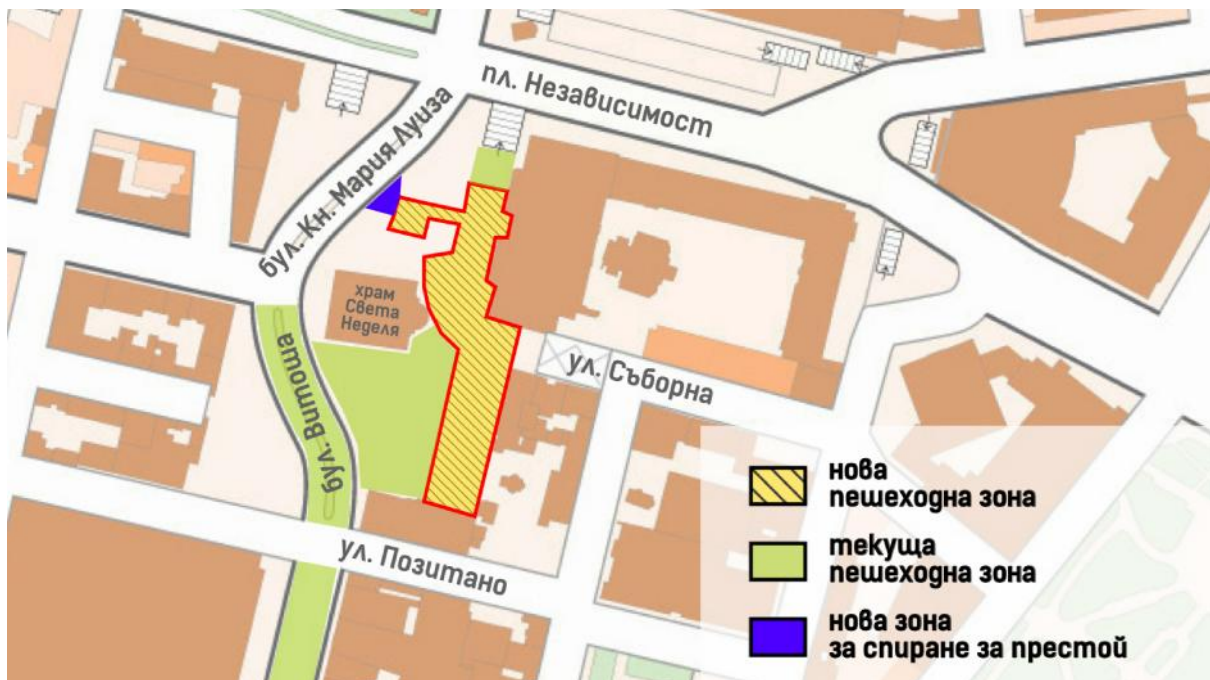 пл. Независимост
бул. Кн. Мария Луиза
храм
Света
Неделя
бул. Витоша
ул. Съборна
ул. Позитано
нова
пешеходна зона
текуща
пешеходна зона
нова зона
за спиране за престой